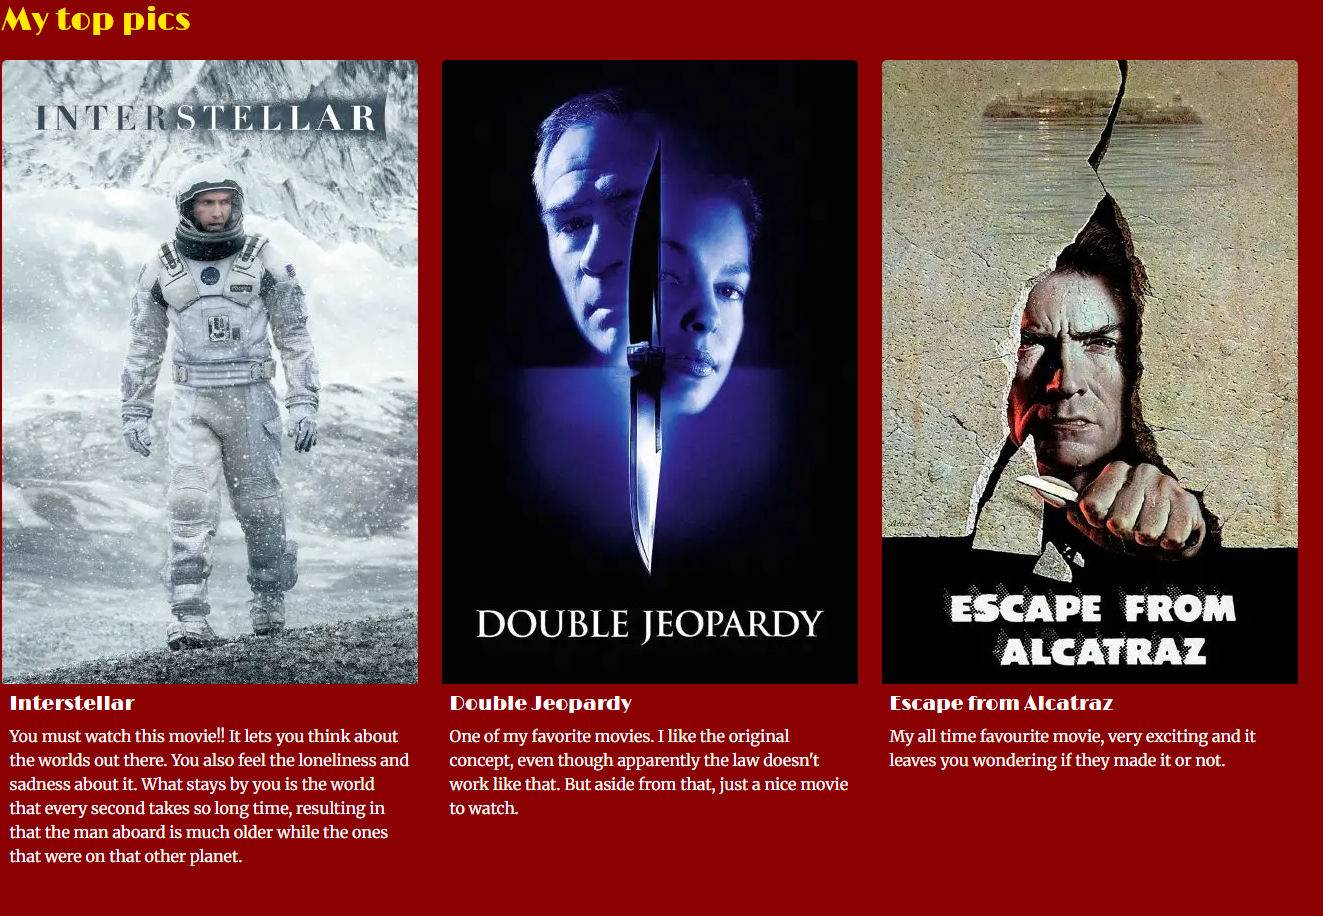 My top pics
INTERSTELLAR
DOUBLE JEOPARDY
ESCAPE FROM
ALCATRAZ
Interstellar
You must watch this movie!! It lets you think about
the worlds out there. You also feel the loneliness and
sadness about it. What stays by you is the world
that every second takes so long time, resulting in
that the man aboard is much older while the ones
that were on that other planet.
Double Jeopardy
One of my favorite movies. I like the original
concept, even though apparently the law doesn't
work like that. But aside from that, just a nice movie
to watch.
Escape from Alcatraz
My all time favourite movie, very exciting and it
leaves you wondering if they made it or not.